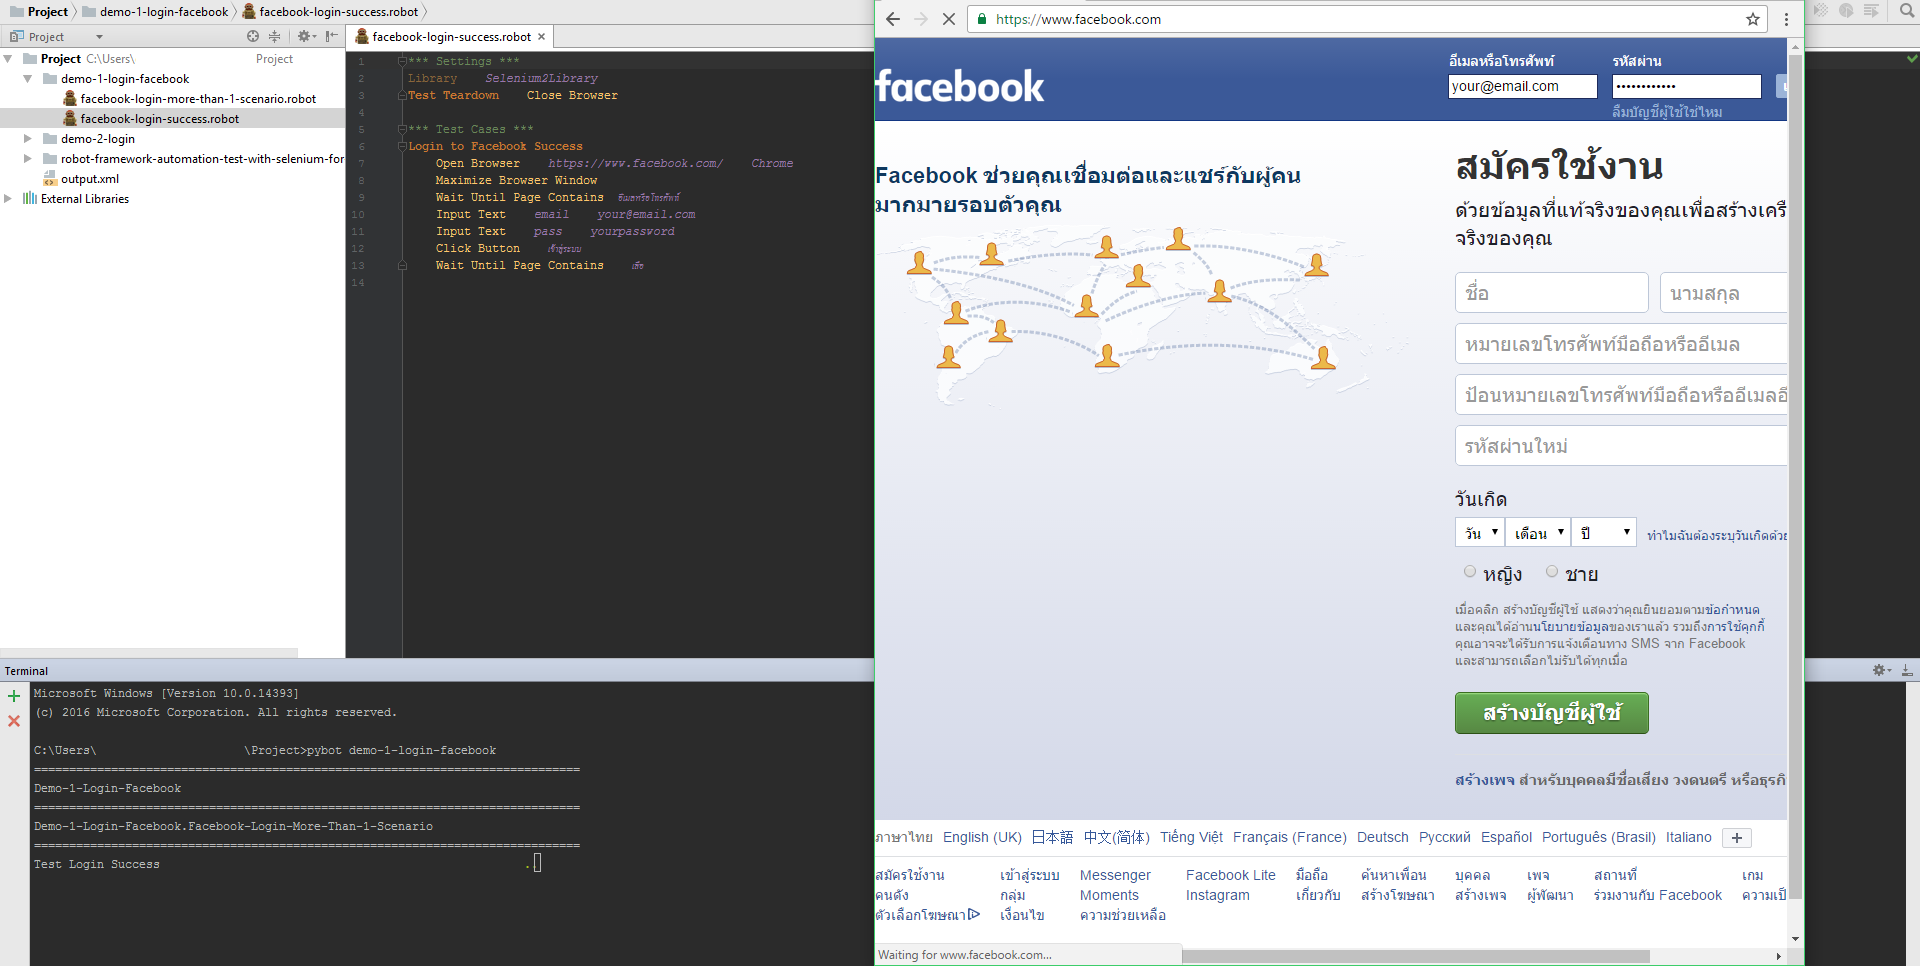 Project demo-1-login-facebook facebook-login-success.robot
Project
Project C:\Users\ Project
demo-1-login-facebook
facebook-login-more-than-1-scenario.robot
facebook-login-success.robot
demo-2-login
robot-framework-automation-test-with-selenium-for
output.xml
External Libraries
facebook-login-success.robot
1 *** Settings ***
2 Library Selenium2Library
3 Test Teardown Close Browser
4
5 *** Test Cases ***
6 Login to Facebook Success
7 Open Browser https://www.facebook.com/ Chrome
8 Maximize Browser Window
9 Wait Until Page Contains อีเมลหรือโทรศัพท์
10 Input Text email your@email.com
11 Input Text pass yourpassword
12 Click Button เข้าสู่ระบบ
13 Wait Until Page Contains
14
Terminal
Microsoft Windows [Version 10.0.14393]
(c) 2016 Microsoft Corporation. All rights reserved.
C:\Users\ \Project>pybot demo-1-login-facebook
==============================================================================
Demo-1-Login-Facebook
==============================================================================
Demo-1-Login-Facebook.Facebook-Login-More-Than-1-Scenario
==============================================================================
Test Login Success ..
https://www.facebook.com
facebook
อีเมลหรือโทรศัพท์ รหัสผ่าน
your@email.com ••••••••••••
ลืมบัญชีผู้ใช้ใช่ไหม
Facebook ช่วยคุณเชื่อมต่อและแชร์กับผู้คน
มากมายรอบตัวคุณ
สมัครใช้งาน
ด้วยข้อมูลที่แท้จริงของคุณเพื่อสร้างเครื
จริงของคุณ
ชื่อ นามสกุล
หมายเลขโทรศัพท์มือถือหรืออีเมล
ป้อนหมายเลขโทรศัพท์มือถือหรืออีเมลอี
รหัสผ่านใหม่
วันเกิด
วัน เดือน ปี ทำไมฉันต้องระบุวันเกิดด้วย
หญิง ชาย
เมื่อคลิก สร้างบัญชีผู้ใช้ แสดงว่าคุณยินยอมตามข้อกำหนด
และคุณได้อ่านนโยบายข้อมูลของเราแล้ว รวมถึงการใช้คุกกี้
คุณอาจจะได้รับการแจ้งเตือนทาง SMS จาก Facebook
และสามารถเลือกไม่รับได้ทุกเมื่อ
สร้างบัญชีผู้ใช้
สร้างเพจ สำหรับบุคคลมีชื่อเสียง วงดนตรี หรือธุรกิ
ภาษาไทย English (UK) 日本語 中文(简体) Tiếng Việt Français (France) Deutsch Русский Español Português (Brasil) Italiano +
สมัครใช้งาน เข้าสู่ระบบ Messenger Facebook Lite มือถือ ค้นหาเพื่อน บุคคล เพจ สถานที่ เกม
คนดัง กลุ่ม Moments Instagram เกี่ยวกับ สร้างโฆษณา สร้างเพจ ผู้พัฒนา ร่วมงานกับ Facebook ความเป็
ตัวเลือกโฆษณา เงื่อนไข ความช่วยเหลือ
Waiting for www.facebook.com...